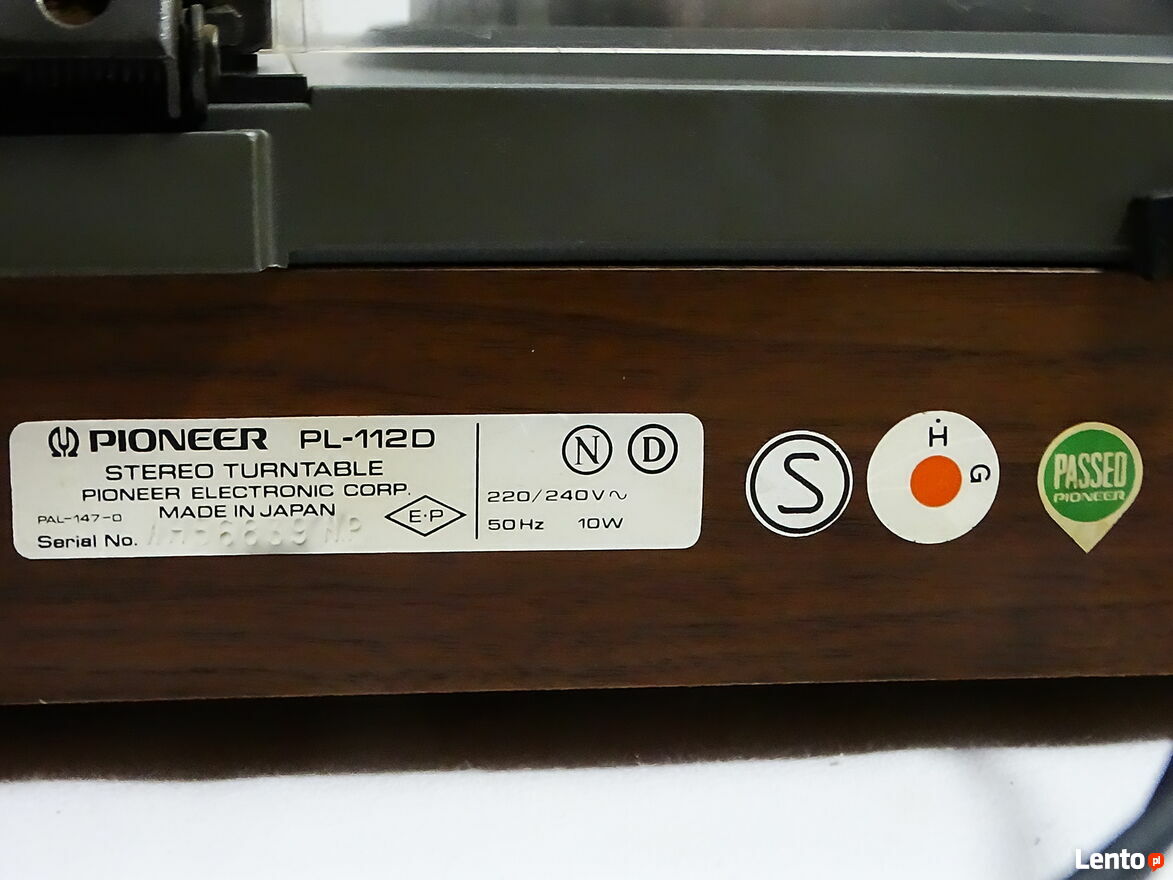 PIONEER PL-112D
STEREO TURNTABLE
PIONEER ELECTRONIC CORP.
MADE IN JAPAN
PAL-147-0
Serial No.
E·P
N D
220/240V~
50Hz 10W
S
H
G
PASSED
PIONEER
Lento.pl